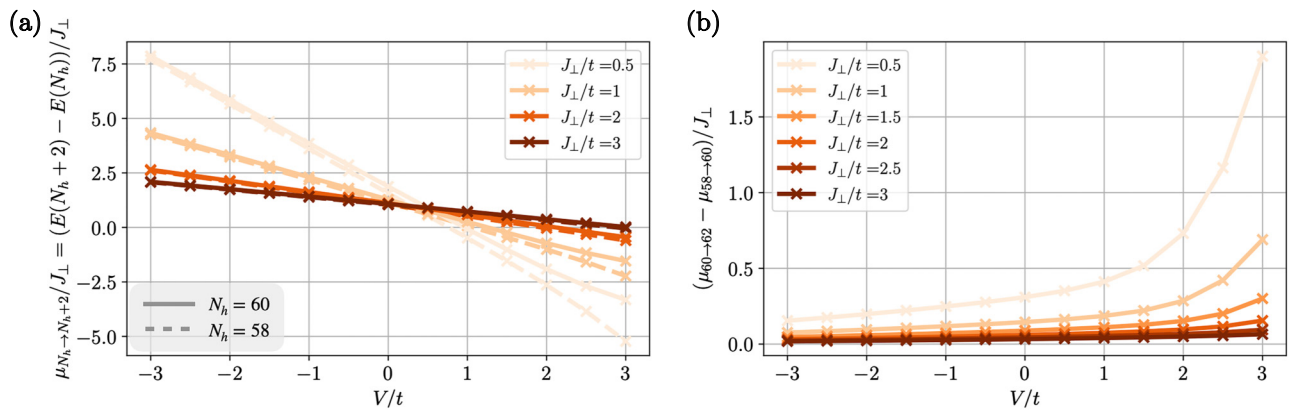 (a)
μ_{N_h→N_h+2}/J_⊥ = (E(N_h + 2) − E(N_h))/J_⊥
7.5
5.0
2.5
0.0
−2.5
−5.0
J_⊥/t =0.5
J_⊥/t =1
J_⊥/t =2
J_⊥/t =3
N_h = 60
N_h = 58
−3 −2 −1 0 1 2 3
V/t
(b)
(μ_{60→62} − μ_{58→60})/J_⊥
1.5
1.0
0.5
0.0
J_⊥/t =0.5
J_⊥/t =1
J_⊥/t =1.5
J_⊥/t =2
J_⊥/t =2.5
J_⊥/t =3
−3 −2 −1 0 1 2 3
V/t